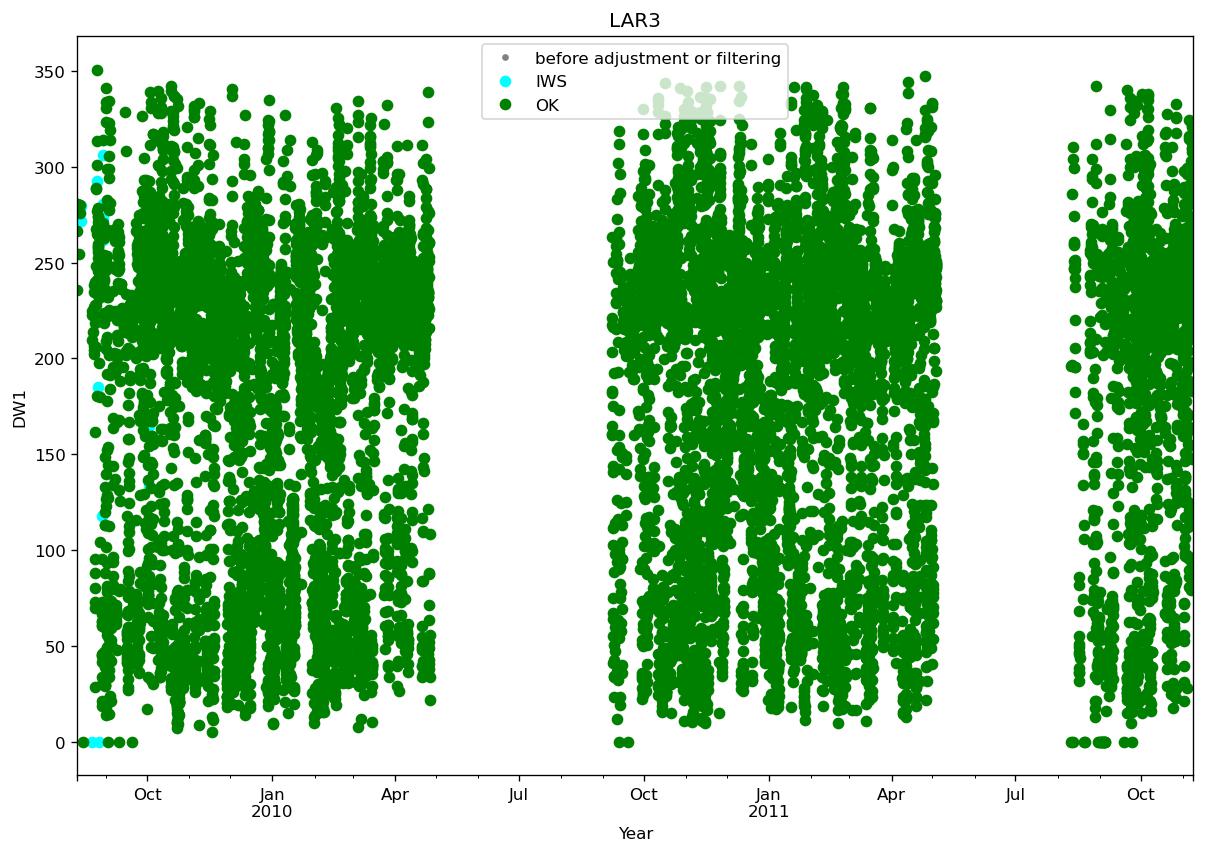 LAR3
before adjustment or filtering
IWS
OK
350
300
250
200
150
100
50
0
DW1
Oct Jan Apr Jul Oct Jan Apr Jul Oct
2010 2011
Year